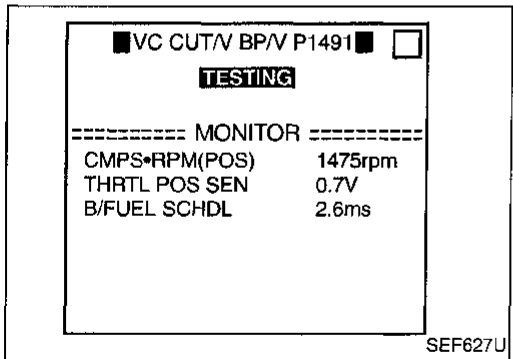 ■VC CUT/V BP/V P1491■
TESTING
========== MONITOR ==========
CMPS•RPM(POS) 1475rpm
THRTL POS SEN 0.7V
B/FUEL SCHDL 2.6ms
SEF627U